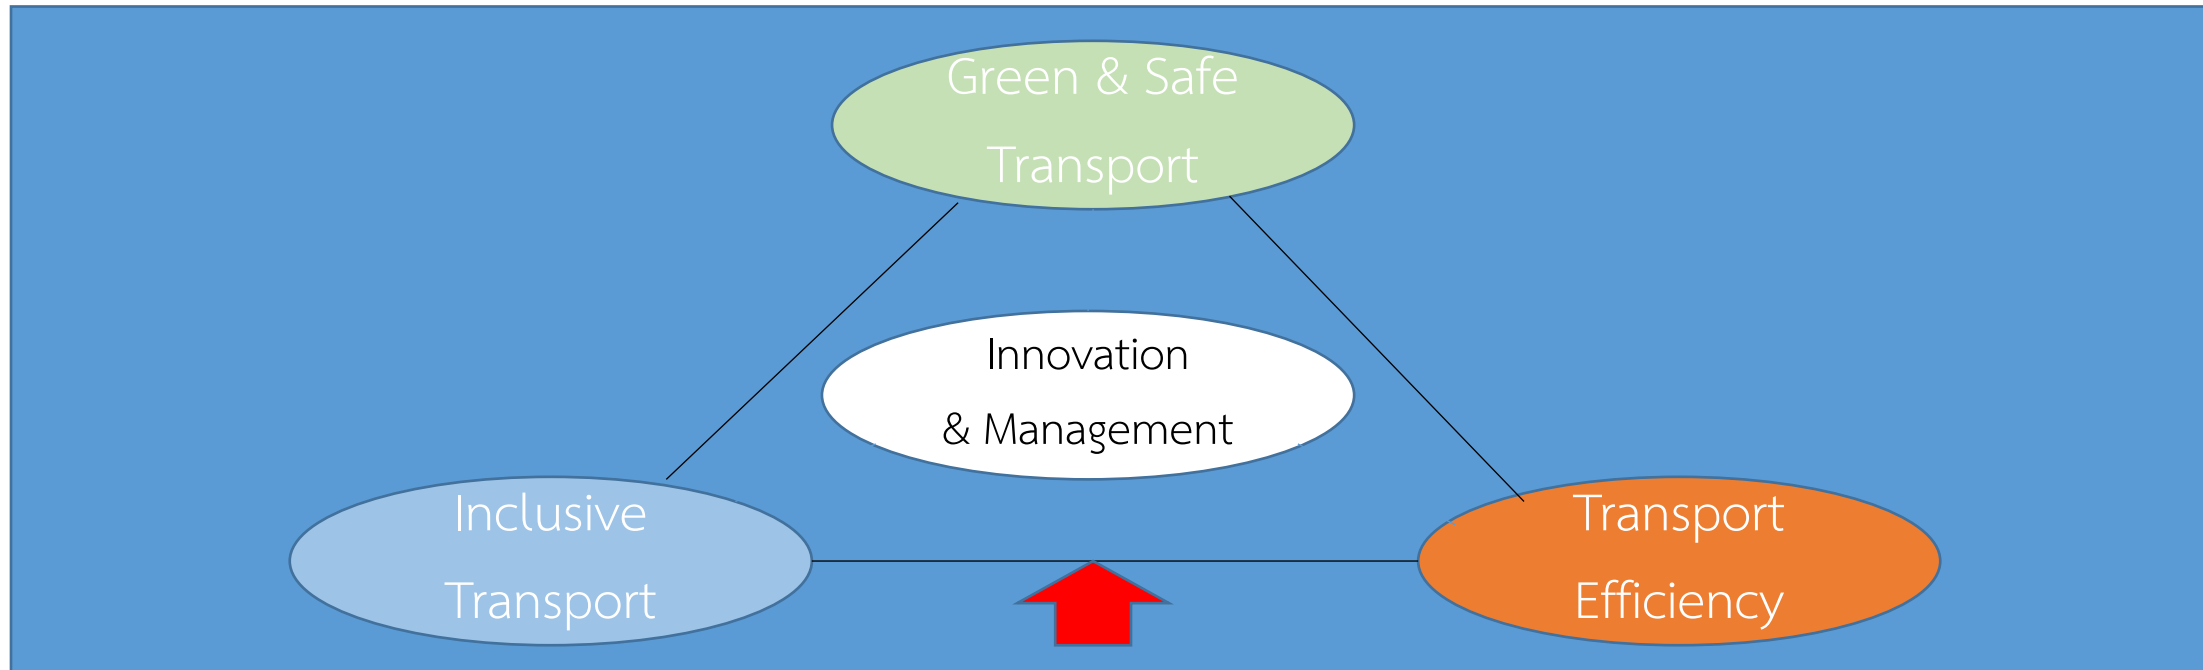 Green & Safe
Transport
Innovation
& Management
Inclusive
Transport
Transport
Efficiency